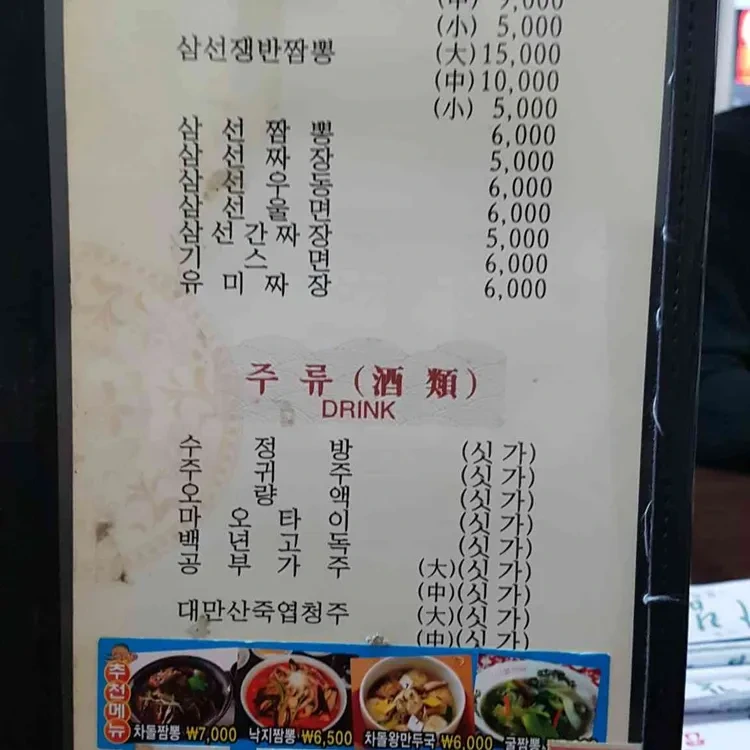 (中) 9,000
(小) 5,000
삼선쟁반짬뽕 (大) 15,000
(中) 10,000
(小) 5,000
삼선짬뽕 6,000
삼선짜장 5,000
삼선우동 6,000
삼선울면 6,000
삼선간짜장 5,000
기스면 6,000
유미짜장 6,000
주류(酒類)
DRINK
수정방 (싯가)
주귀주 (싯가)
오량액 (싯가)
마오타이 (싯가)
백년고독 (싯가)
공부가주 (大)(싯가)
(中)(싯가)
대만산죽엽청주 (大)(싯가)
(中)(싯가)
추천메뉴
차돌짬뽕 ₩7,000 낙지짬뽕 ₩6,500 차돌왕만두국 ₩6,000 굴짬뽕